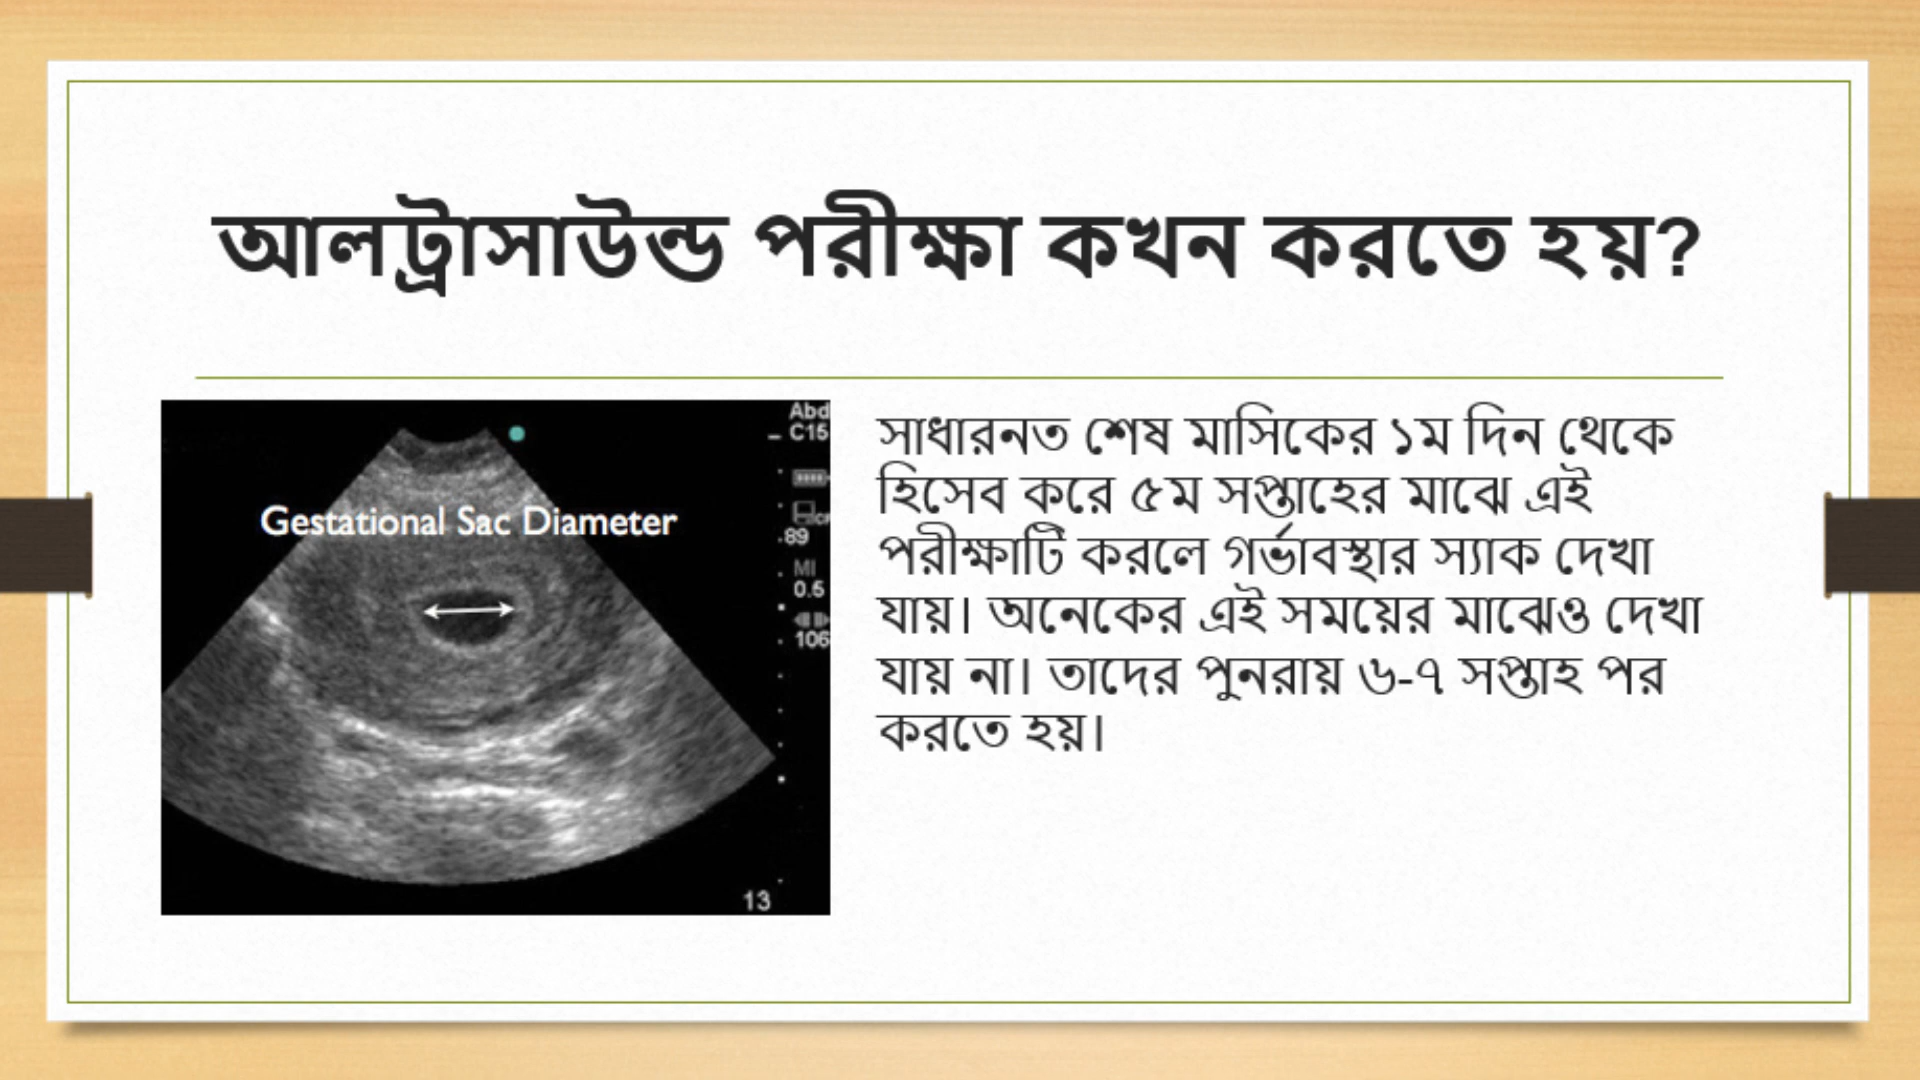 আলট্রাসাউন্ড পরীক্ষা কখন করতে হয়?
Abd
C15
Gestational Sac Diameter
89
MI
0.5
106
13
সাধারনত শেষ মাসিকের ১ম দিন থেকে
হিসেব করে ৫ম সপ্তাহের মাঝে এই
পরীক্ষাটি করলে গর্ভাবস্থার স্যাক দেখা
যায়। অনেকের এই সময়ের মাঝেও দেখা
যায় না। তাদের পুনরায় ৬-৭ সপ্তাহ পর
করতে হয়।